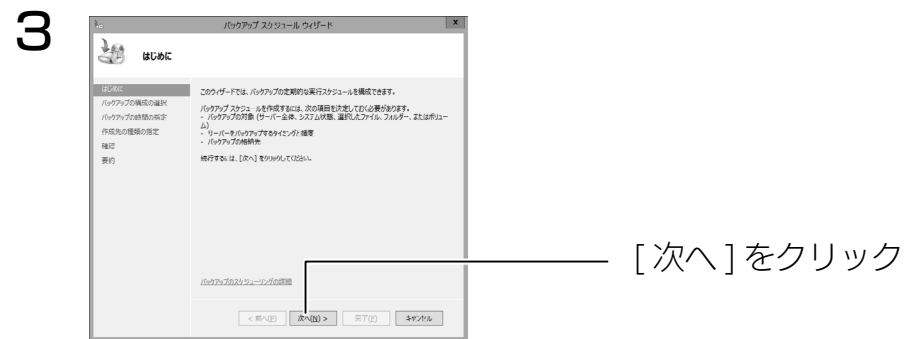 3
バックアップ スケジュール ウィザード
x
はじめに
はじめに
バックアップの構成の選択
バックアップの時間の指定
作成先の種類の指定
確認
要約
このウィザードでは、バックアップの定期的な実行スケジュールを構成できます。
バックアップ スケジュールを作成するには、次の項目を決定しておく必要があります。
- バックアップの対象 (サーバー全体、システム状態、選択したファイル、フォルダー、またはボリュー
ム)
- サーバーをバックアップするタイミングと頻度
- バックアップの格納先
続行するには、[次へ] をクリックしてください。
バックアップのスケジューリングの詳細
< 前へ(P)
次へ(N) >
完了(F)
キャンセル
[ 次へ ] をクリック